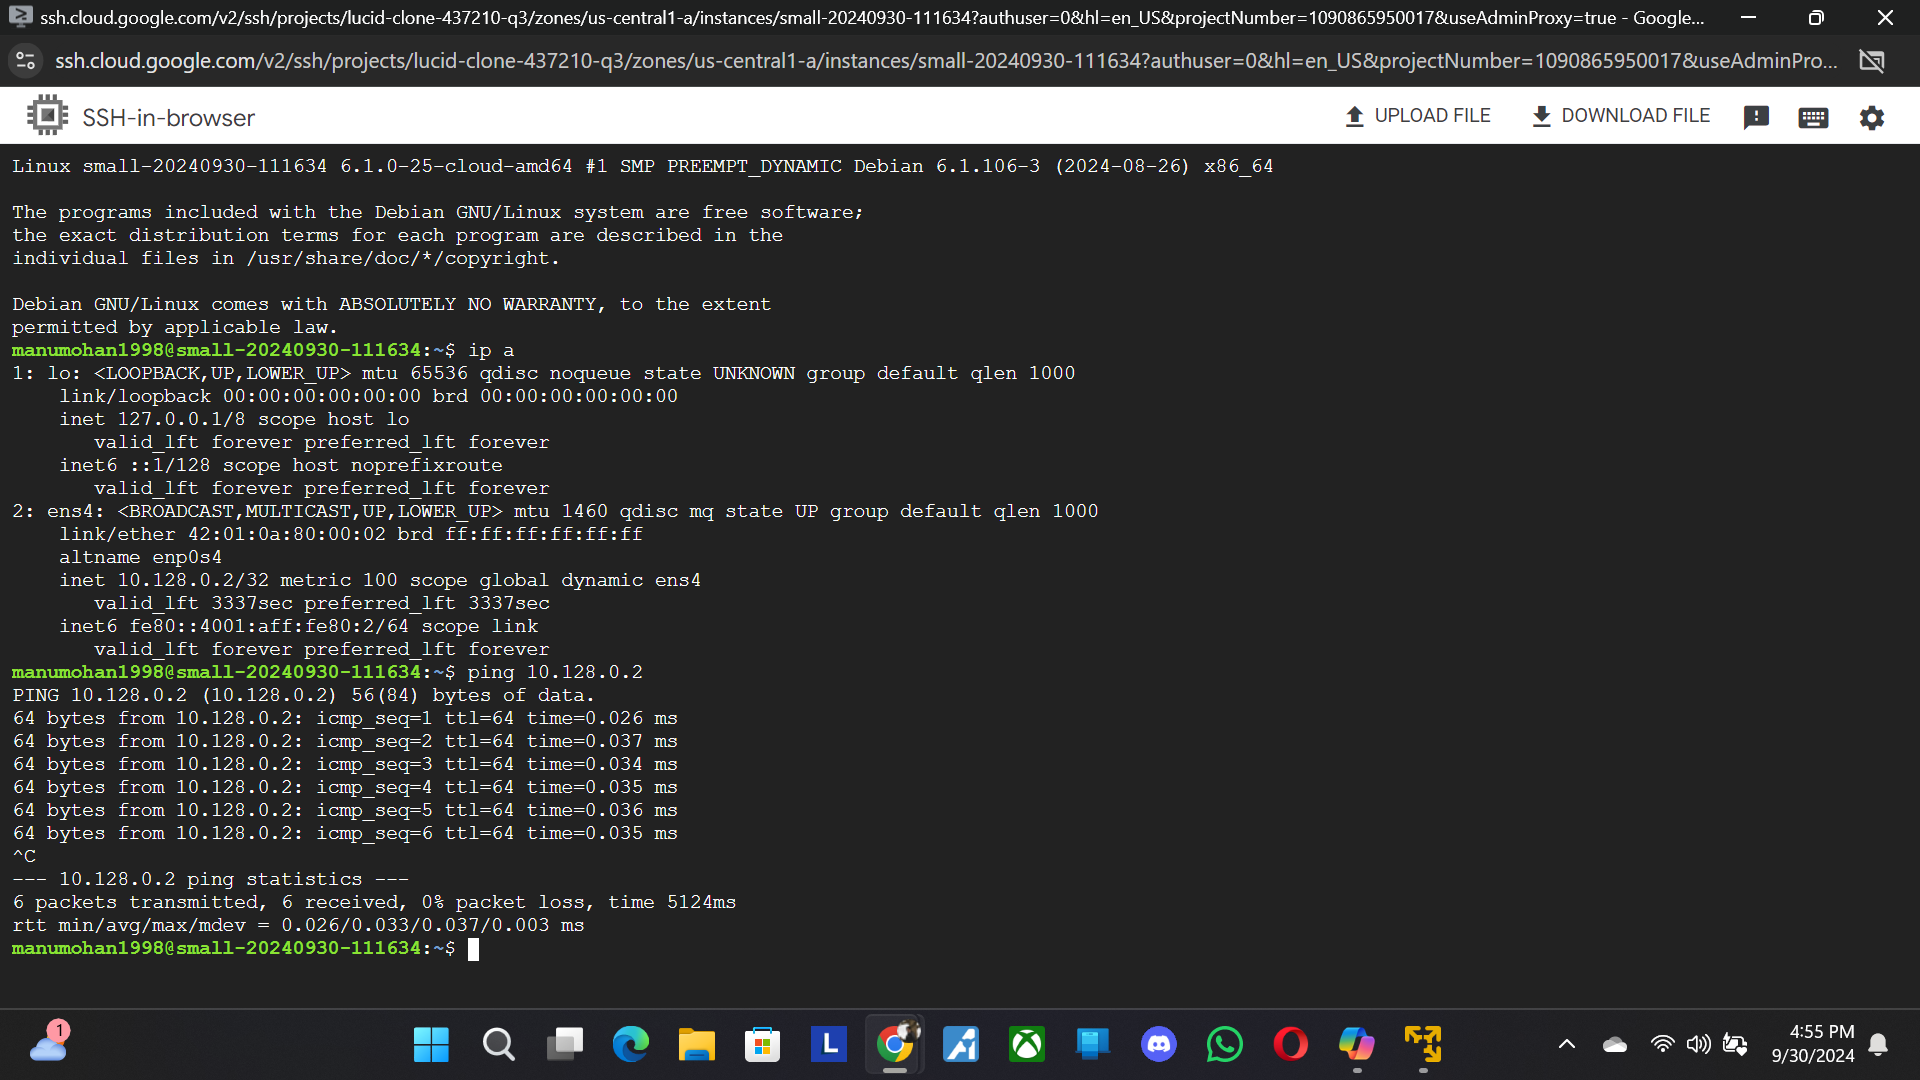 ssh.cloud.google.com/v2/ssh/projects/lucid-clone-437210-q3/zones/us-central1-a/instances/small-20240930-111634?authuser=0&hl=en_US&projectNumber=1090865950017&useAdminProxy=true - Google...
ssh.cloud.google.com/v2/ssh/projects/lucid-clone-437210-q3/zones/us-central1-a/instances/small-20240930-111634?authuser=0&hl=en_US&projectNumber=1090865950017&useAdminPro...
SSH-in-browser
UPLOAD FILE
DOWNLOAD FILE
Linux small-20240930-111634 6.1.0-25-cloud-amd64 #1 SMP PREEMPT_DYNAMIC Debian 6.1.106-3 (2024-08-26) x86_64
The programs included with the Debian GNU/Linux system are free software;
the exact distribution terms for each program are described in the
individual files in /usr/share/doc/*/copyright.
Debian GNU/Linux comes with ABSOLUTELY NO WARRANTY, to the extent
permitted by applicable law.
manumohan1998@small-20240930-111634:~$ ip a
1: lo: <LOOPBACK,UP,LOWER_UP> mtu 65536 qdisc noqueue state UNKNOWN group default qlen 1000
link/loopback 00:00:00:00:00:00 brd 00:00:00:00:00:00
inet 127.0.0.1/8 scope host lo
valid_lft forever preferred_lft forever
inet6 ::1/128 scope host noprefixroute
valid_lft forever preferred_lft forever
2: ens4: <BROADCAST,MULTICAST,UP,LOWER_UP> mtu 1460 qdisc mq state UP group default qlen 1000
link/ether 42:01:0a:80:00:02 brd ff:ff:ff:ff:ff:ff
altname enp0s4
inet 10.128.0.2/32 metric 100 scope global dynamic ens4
valid_lft 3337sec preferred_lft 3337sec
inet6 fe80::4001:aff:fe80:2/64 scope link
valid_lft forever preferred_lft forever
manumohan1998@small-20240930-111634:~$ ping 10.128.0.2
PING 10.128.0.2 (10.128.0.2) 56(84) bytes of data.
64 bytes from 10.128.0.2: icmp_seq=1 ttl=64 time=0.026 ms
64 bytes from 10.128.0.2: icmp_seq=2 ttl=64 time=0.037 ms
64 bytes from 10.128.0.2: icmp_seq=3 ttl=64 time=0.034 ms
64 bytes from 10.128.0.2: icmp_seq=4 ttl=64 time=0.035 ms
64 bytes from 10.128.0.2: icmp_seq=5 ttl=64 time=0.036 ms
64 bytes from 10.128.0.2: icmp_seq=6 ttl=64 time=0.035 ms
^C
--- 10.128.0.2 ping statistics ---
6 packets transmitted, 6 received, 0% packet loss, time 5124ms
rtt min/avg/max/mdev = 0.026/0.033/0.037/0.003 ms
manumohan1998@small-20240930-111634:~$
1
L
4:55 PM
9/30/2024